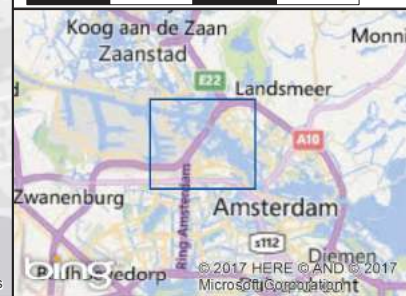 Koog aan de Zaan
Zaanstad
Monni
E22
Landsmeer
A10
Ring Amsterdam
Zwanenburg
Amsterdam
s112
Diemen
bing
© 2017 HERE © AND © 2017
Microsoft Corporation